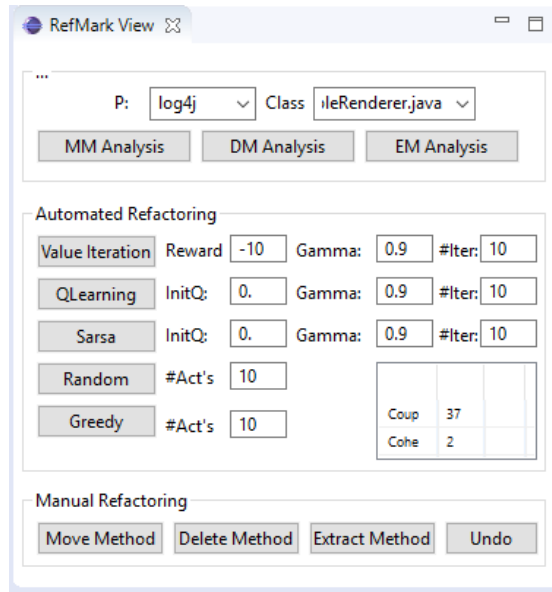 RefMark View
...
P: log4j Class ›leRenderer.java
MM Analysis DM Analysis EM Analysis
Automated Refactoring
Value Iteration Reward -10 Gamma: 0.9 #Iter: 10
QLearning InitQ: 0. Gamma: 0.9 #Iter: 10
Sarsa InitQ: 0. Gamma: 0.9 #Iter: 10
Random #Act's 10
Greedy #Act's 10
Coup 37
Cohe 2
Manual Refactoring
Move Method Delete Method Extract Method Undo